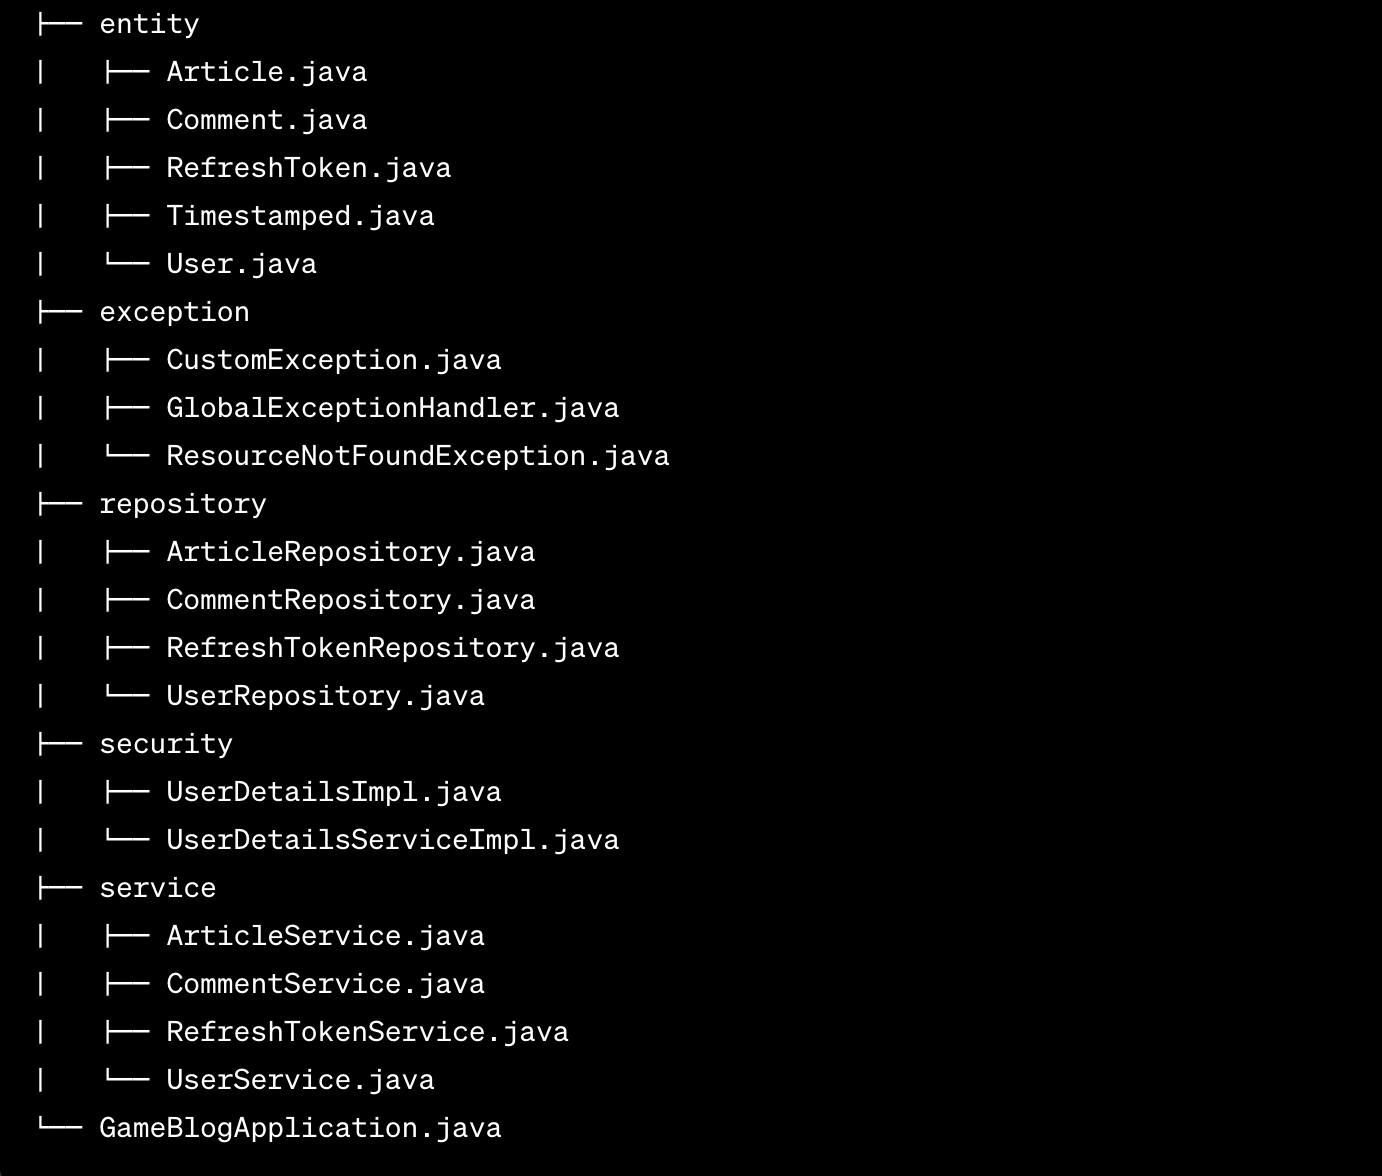 ├── entity
│   ├── Article.java
│   ├── Comment.java
│   ├── RefreshToken.java
│   ├── Timestamped.java
│   └── User.java
├── exception
│   ├── CustomException.java
│   ├── GlobalExceptionHandler.java
│   └── ResourceNotFoundException.java
├── repository
│   ├── ArticleRepository.java
│   ├── CommentRepository.java
│   ├── RefreshTokenRepository.java
│   └── UserRepository.java
├── security
│   ├── UserDetailsImpl.java
│   └── UserDetailsServiceImpl.java
├── service
│   ├── ArticleService.java
│   ├── CommentService.java
│   ├── RefreshTokenService.java
│   └── UserService.java
└── GameBlogApplication.java